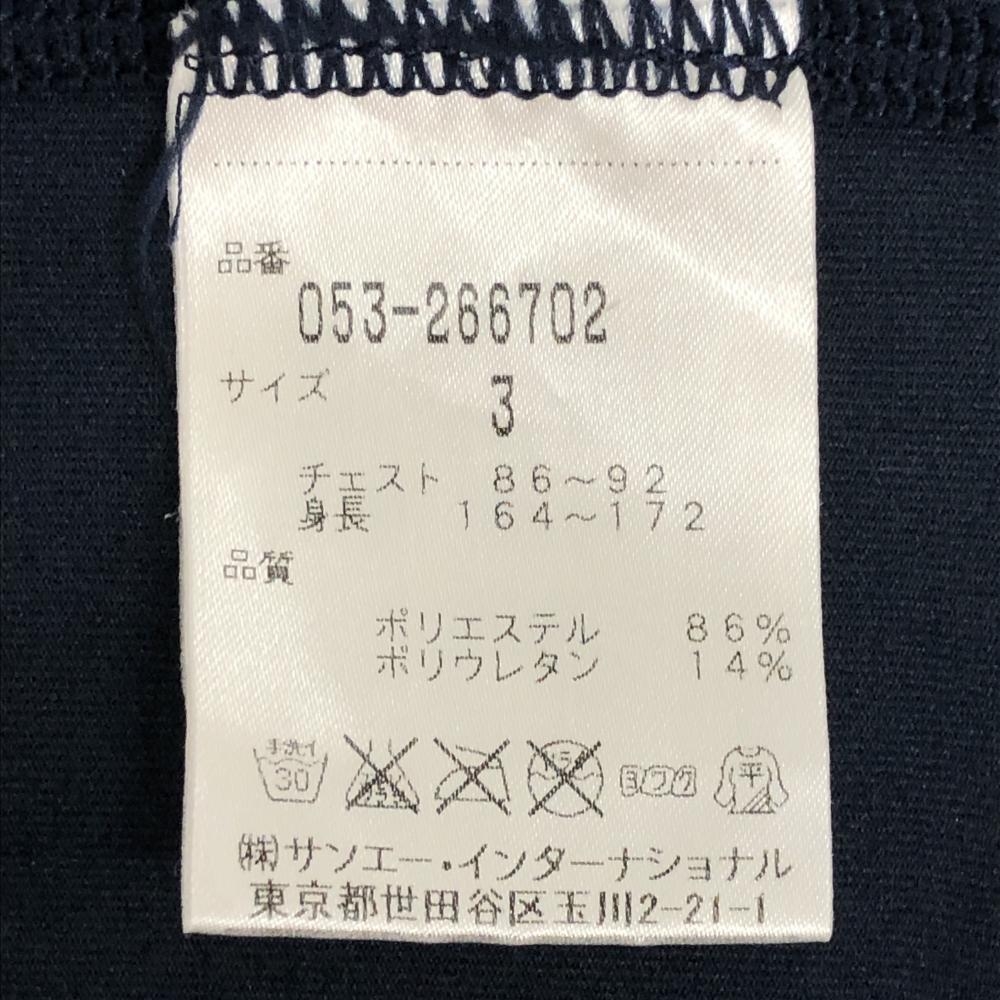 品番
053-266702
サイズ 3
チェスト 86~92
身長 164~172
品質
ポリエステル 86%
ポリウレタン 14%
手洗イ
30
ヨワク
平
㈱サンエー・インターナショナル
東京都世田谷区玉川2-21-1